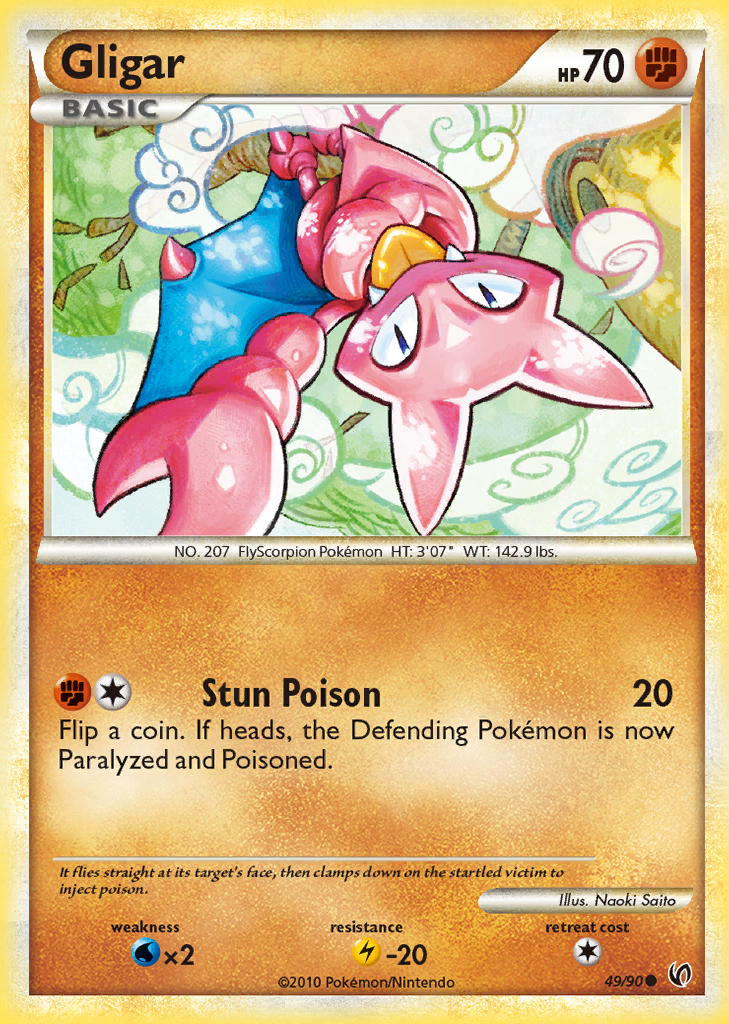 Gligar
HP 70
BASIC
NO. 207 FlyScorpion Pokémon HT: 3'07" WT: 142.9 lbs.
Stun Poison 20
Flip a coin. If heads, the Defending Pokémon is now
Paralyzed and Poisoned.
It flies straight at its target's face, then clamps down on the startled victim to
inject poison.
Illus. Naoki Saito
weakness resistance retreat cost
×2 -20
©2010 Pokémon/Nintendo 49/90